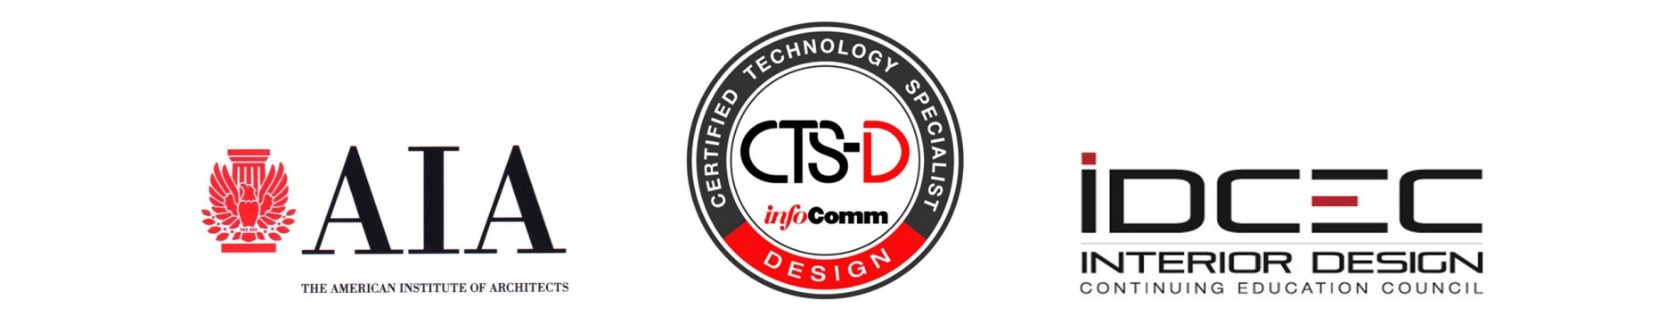 AIA
THE AMERICAN INSTITUTE OF ARCHITECTS
CERTIFIED TECHNOLOGY SPECIALIST
CTS-D
infoComm
DESIGN
iDCEC
INTERIOR DESIGN
CONTINUING EDUCATION COUNCIL